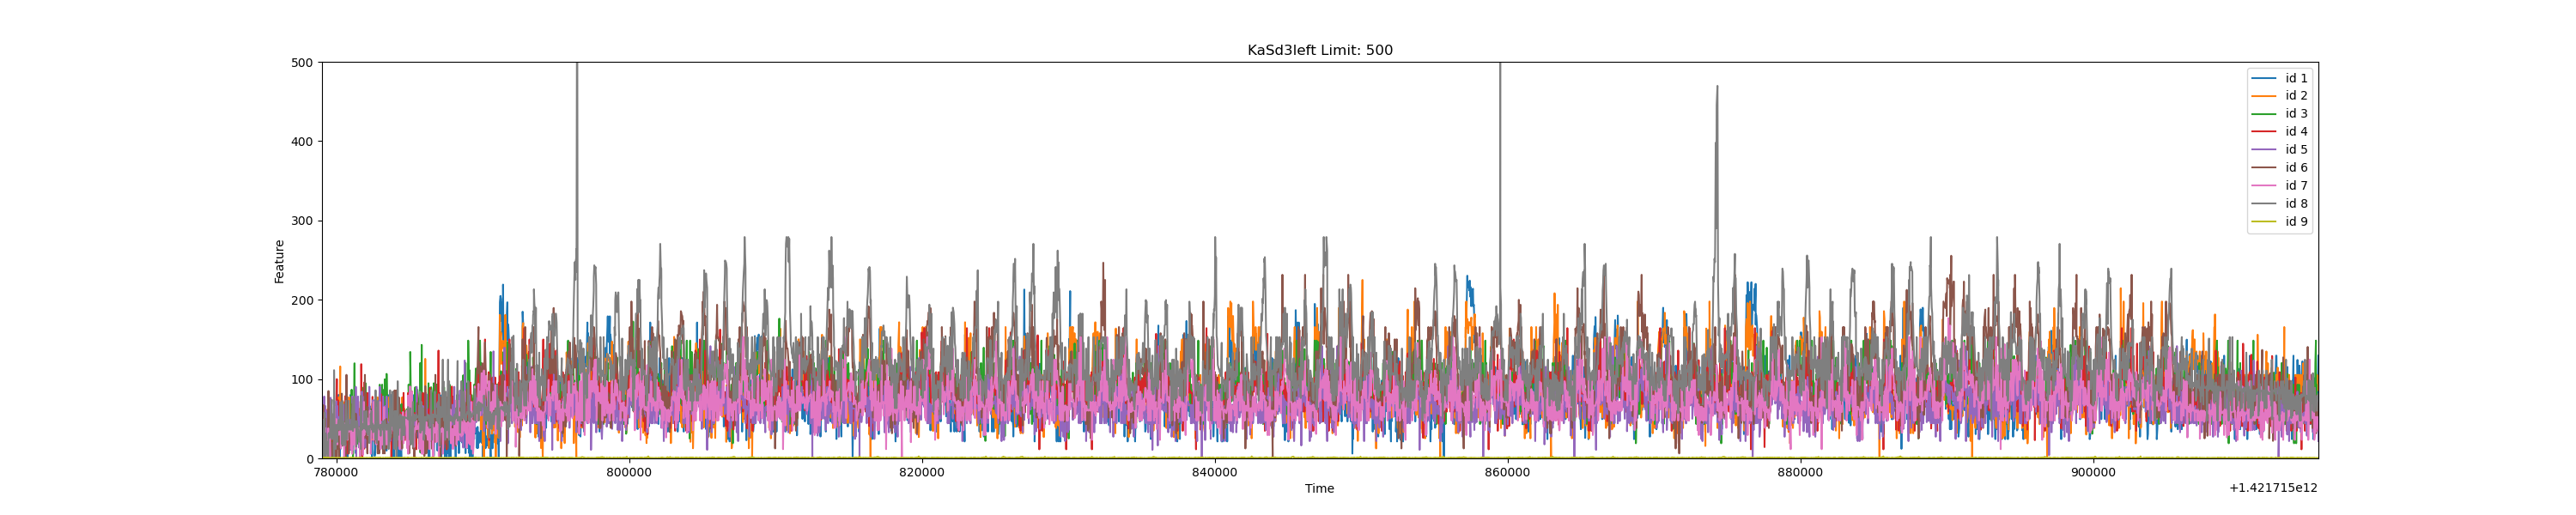 KaSd3left Limit: 500
500
400
300
200
100
0
Feature
780000 800000 820000 840000 860000 880000 900000
Time
+1.421715e12
id 1
id 2
id 3
id 4
id 5
id 6
id 7
id 8
id 9